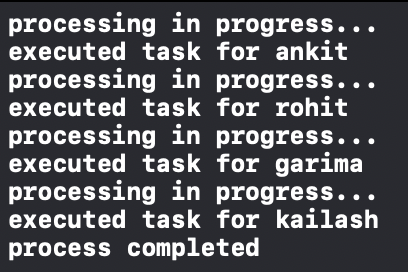 processing in progress...
executed task for ankit
processing in progress...
executed task for rohit
processing in progress...
executed task for garima
processing in progress...
executed task for kailash
process completed